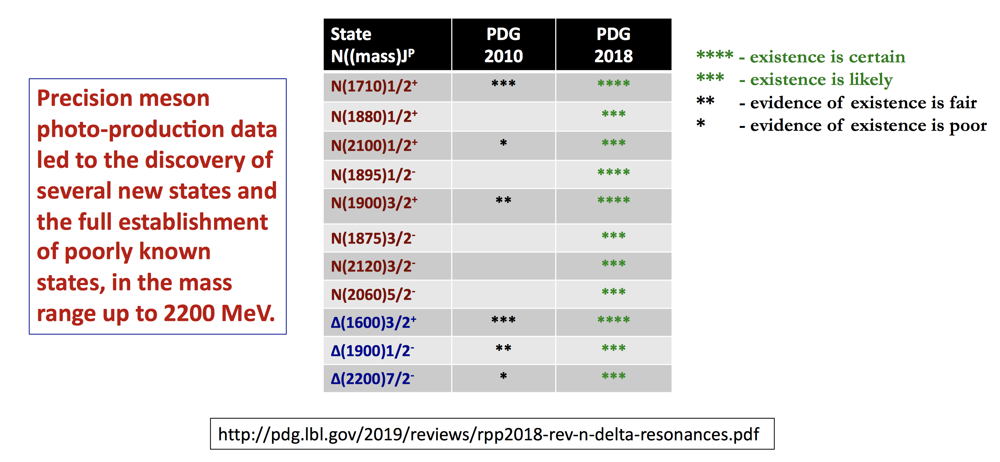 Precision meson
photo-production data
led to the discovery of
several new states and
the full establishment
of poorly known
states, in the mass
range up to 2200 MeV.
State PDG PDG
N((mass)Jᴾ 2010 2018
N(1710)1/2⁺ *** ****
N(1880)1/2⁺ ***
N(2100)1/2⁺ * ***
N(1895)1/2⁻ ****
N(1900)3/2⁺ ** ****
N(1875)3/2⁻ ***
N(2120)3/2⁻ ***
N(2060)5/2⁻ ***
Δ(1600)3/2⁺ *** ****
Δ(1900)1/2⁻ ** ***
Δ(2200)7/2⁻ * ***
**** - existence is certain
*** - existence is likely
** - evidence of existence is fair
* - evidence of existence is poor
http://pdg.lbl.gov/2019/reviews/rpp2018-rev-n-delta-resonances.pdf